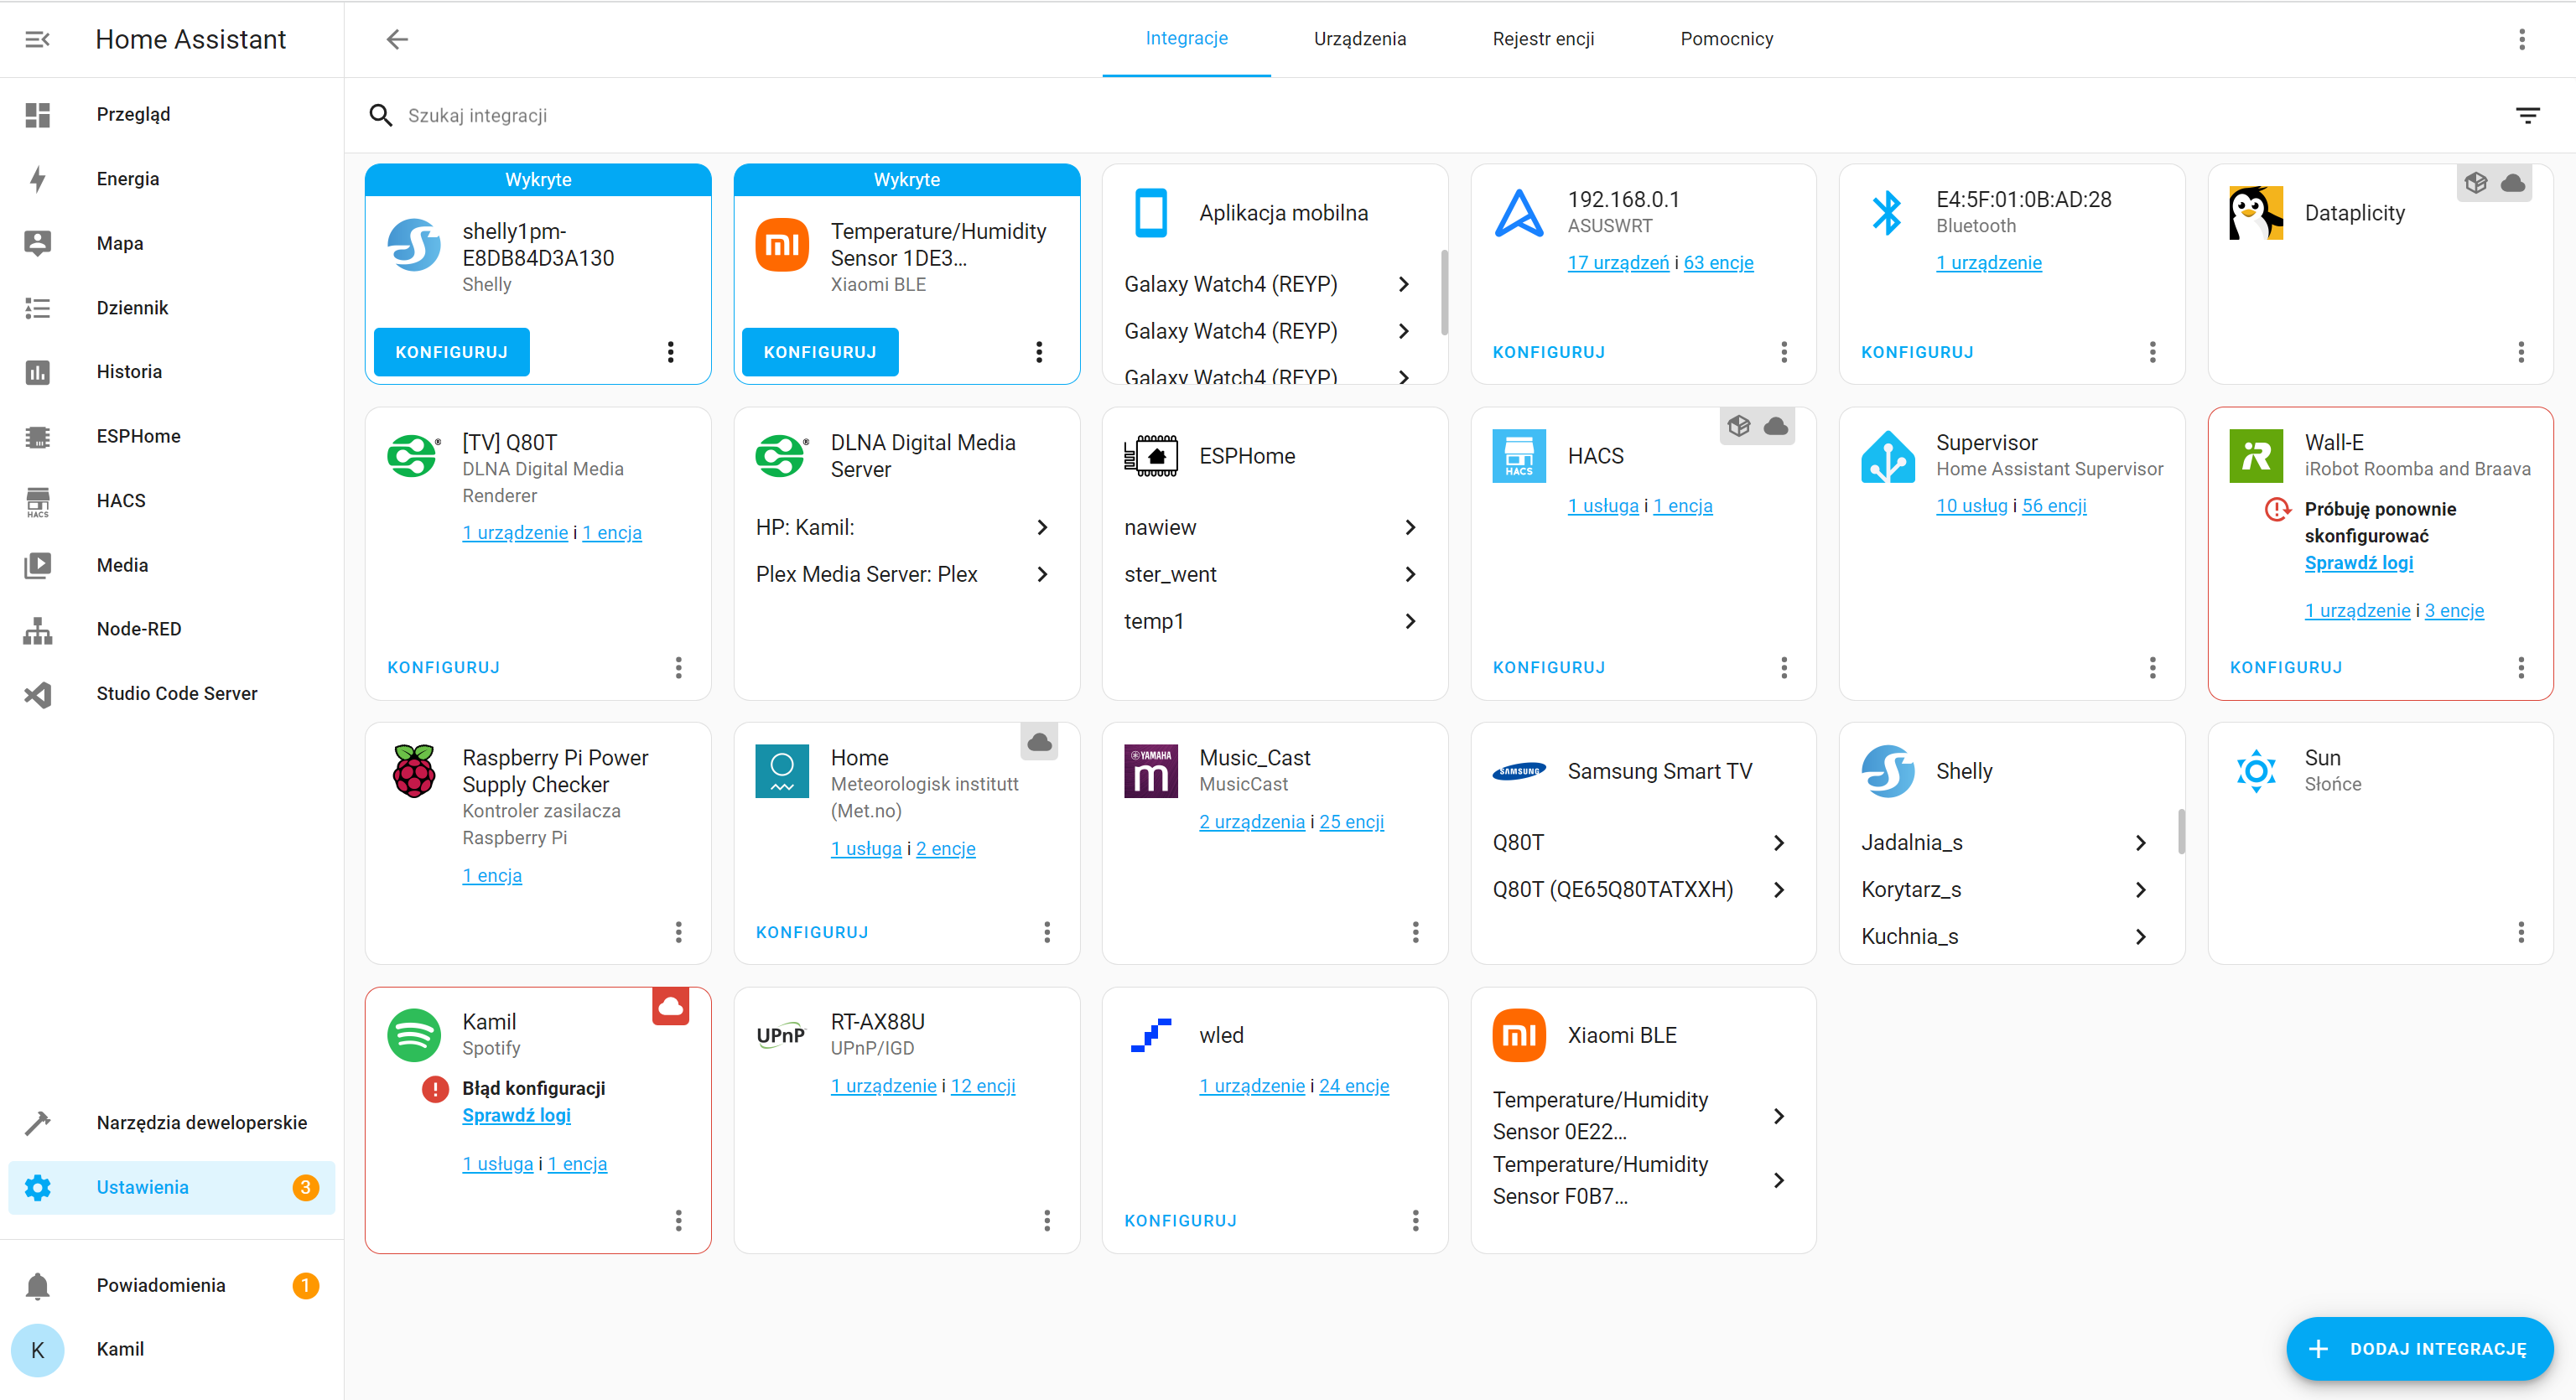 Home Assistant
Przegląd
Energia
Mapa
Dziennik
Historia
ESPHome
HACS
HACS
Media
Node-RED
Studio Code Server
Narzędzia deweloperskie
Ustawienia
3
Powiadomienia
1
K
Kamil
Integracje
Urządzenia
Rejestr encji
Pomocnicy
Szukaj integracji
Wykryte
shelly1pm-
E8DB84D3A130
Shelly
KONFIGURUJ
Wykryte
mi
Temperature/Humidity
Sensor 1DE3...
Xiaomi BLE
KONFIGURUJ
Aplikacja mobilna
Galaxy Watch4 (REYP)
Galaxy Watch4 (REYP)
Galaxy Watch4 (REYP)
192.168.0.1
ASUSWRT
17 urządzeń i 63 encje
KONFIGURUJ
E4:5F:01:0B:AD:28
Bluetooth
1 urządzenie
KONFIGURUJ
Dataplicity
[TV] Q80T
DLNA Digital Media
Renderer
1 urządzenie i 1 encja
KONFIGURUJ
DLNA Digital Media
Server
HP: Kamil:
Plex Media Server: Plex
ESPHome
nawiew
ster_went
temp1
HACS
HACS
1 usługa i 1 encja
KONFIGURUJ
Supervisor
Home Assistant Supervisor
10 usług i 56 encji
iR
Wall-E
iRobot Roomba and Braava
Próbuję ponownie
skonfigurować
Sprawdź logi
1 urządzenie i 3 encje
KONFIGURUJ
Raspberry Pi Power
Supply Checker
Kontroler zasilacza
Raspberry Pi
1 encja
Home
Meteorologisk institutt
(Met.no)
1 usługa i 2 encje
KONFIGURUJ
YAMAHA
m
Music_Cast
MusicCast
2 urządzenia i 25 encji
SAMSUNG
Samsung Smart TV
Q80T
Q80T (QE65Q80TATXXH)
Shelly
Jadalnia_s
Korytarz_s
Kuchnia_s
Sun
Słońce
Kamil
Spotify
Błąd konfiguracji
Sprawdź logi
1 usługa i 1 encja
UPnP
RT-AX88U
UPnP/IGD
1 urządzenie i 12 encji
wled
1 urządzenie i 24 encje
KONFIGURUJ
mi
Xiaomi BLE
Temperature/Humidity
Sensor 0E22...
Temperature/Humidity
Sensor F0B7...
DODAJ INTEGRACJĘ